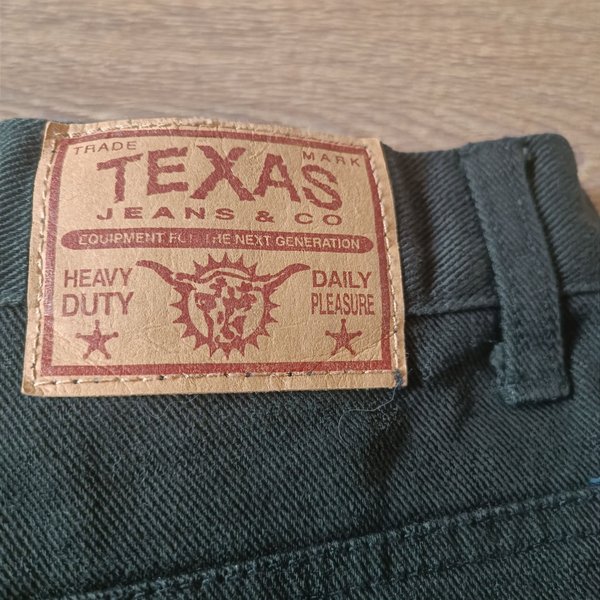 TRADE MARK
TEXAS
JEANS & CO
EQUIPMENT FOR THE NEXT GENERATION
HEAVY DUTY
DAILY PLEASURE